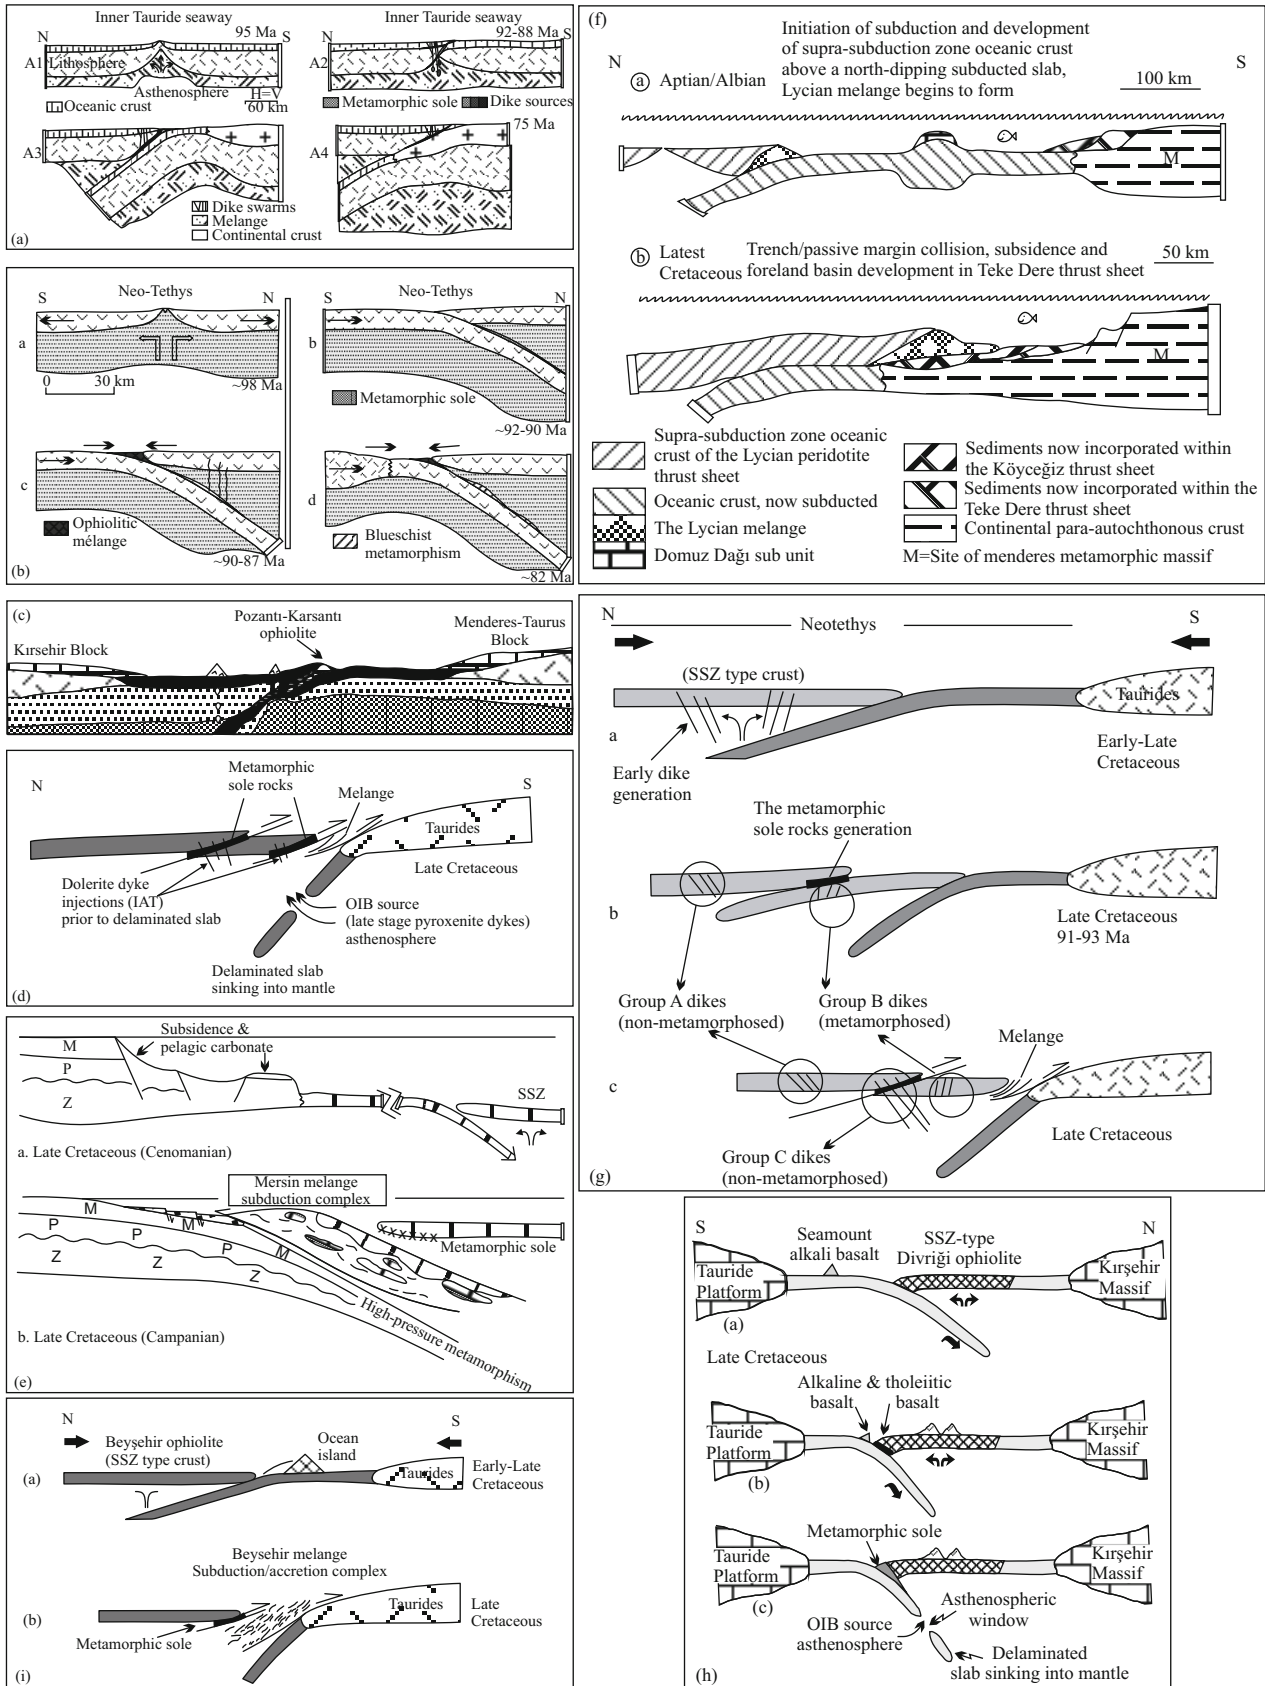 Inner Tauride seaway
Inner Tauride seaway
N
95 Ma
S
N
92-88 Ma
S
A1
Lithosphere
A2
Asthenosphere
H=V
Oceanic crust
60 km
Metamorphic sole
Dike sources
75 Ma
A3
A4
Dike swarms
Melange
Continental crust
(a)
S
Neo-Tethys
N
S
Neo-Tethys
N
a
b
0
30 km
~98 Ma
Metamorphic sole
~92-90 Ma
c
d
Ophiolitic
mélange
~90-87 Ma
Blueschist
metamorphism
~82 Ma
(b)
(c)
Pozantı-Karsantı
ophiolite
Menderes-Taurus
Block
Kırsehir Block
N
Metamorphic
sole rocks
S
Melange
Taurides
Late Cretaceous
Dolerite dyke
injections (IAT)
prior to delaminated slab
OIB source
(late stage pyroxenite dykes)
asthenosphere
Delaminated slab
sinking into mantle
(d)
Subsidence &
pelagic carbonate
M
P
Z
SSZ
a. Late Cretaceous (Cenomanian)
Mersin melange
subduction complex
M
M
P
P
P
M
Z
Z
Z
xxxxxx
Metamorphic sole
High-pressure metamorphism
b. Late Cretaceous (Campanian)
(e)
N
S
Beyşehir ophiolite
(SSZ type crust)
Ocean
island
(a)
Taurides
Early-Late
Cretaceous
Beysehir melange
Subduction/accretion complex
(b)
Taurides
Late
Cretaceous
Metamorphic sole
(i)
(f)
N
S
a Aptian/Albian
Initiation of subduction and development
of supra-subduction zone oceanic crust
above a north-dipping subducted slab,
Lycian melange begins to form
100 km
M
b Latest
Cretaceous
Trench/passive margin collision, subsidence and
foreland basin development in Teke Dere thrust sheet
50 km
M
Supra-subduction zone oceanic
crust of the Lycian peridotite
thrust sheet
Oceanic crust, now subducted
The Lycian melange
Domuz Dağı sub unit
Sediments now incorporated within
the Köyceğiz thrust sheet
Sediments now incorporated within the
Teke Dere thrust sheet
Continental para-autochthonous crust
M=Site of menderes metamorphic massif
N
Neotethys
S
(SSZ type crust)
Taurides
a
Early dike
generation
Early-Late
Cretaceous
The metamorphic
sole rocks generation
b
Late Cretaceous
91-93 Ma
Group A dikes
(non-metamorphosed)
Group B dikes
(metamorphosed)
Melange
c
Late Cretaceous
Group C dikes
(non-metamorphosed)
(g)
S
N
Seamount
alkali basalt
SSZ-type
Divriği ophiolite
Tauride
Platform
Kırşehir
Massif
(a)
Late Cretaceous
Alkaline & tholeiitic
basalt
basalt
Tauride
Platform
Kırşehir
Massif
(b)
Metamorphic sole
Tauride
Platform
Kırşehir
Massif
(c)
Asthenospheric
window
OIB source
asthenosphere
Delaminated
slab sinking into mantle
(h)